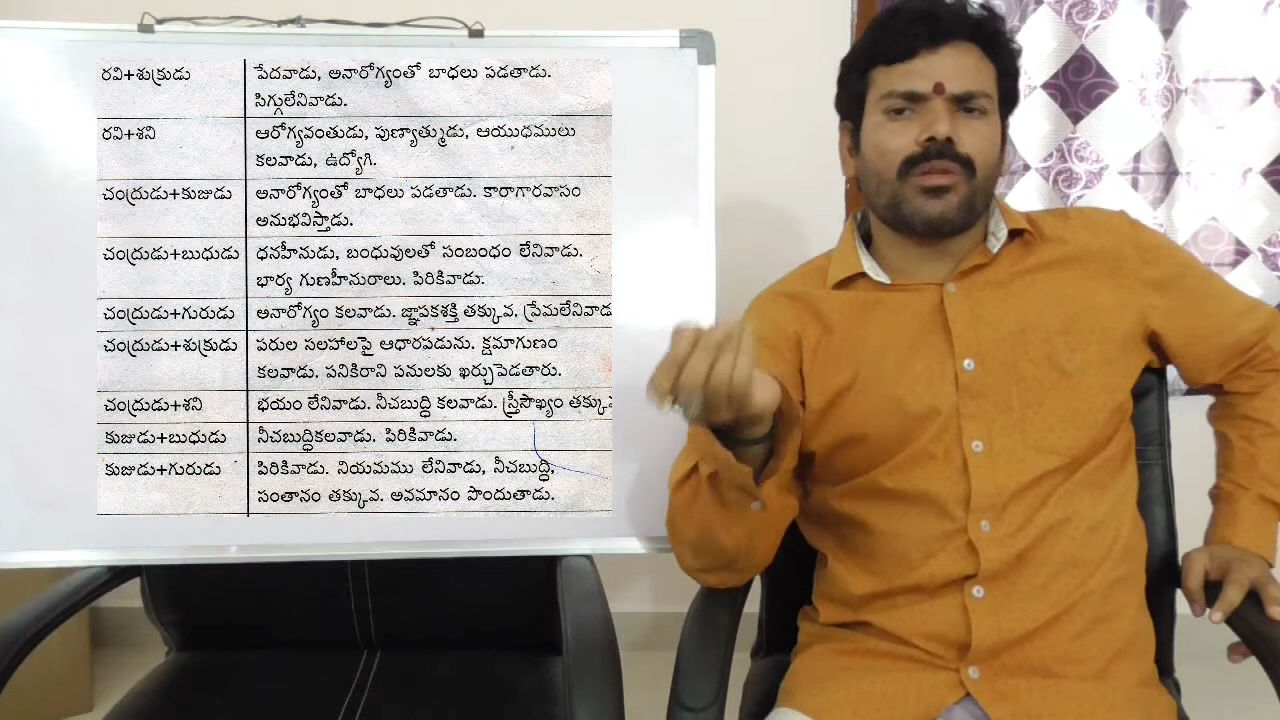 రవి+శుక్రుడు పేదవాడు, అనారోగ్యంతో బాధలు పడతాడు.
సిగ్గులేనివాడు.
రవి+శని ఆరోగ్యవంతుడు, పుణ్యాత్ముడు, ఆయుధములు
కలవాడు, ఉద్యోగి.
చంద్రుడు+కుజుడు అనారోగ్యంతో బాధలు పడతాడు. కారాగారవాసం
అనుభవిస్తాడు.
చంద్రుడు+బుధుడు ధనహీనుడు, బంధువులతో సంబంధం లేనివాడు.
భార్య గుణహీనురాలు. పిరికివాడు.
చంద్రుడు+గురుడు అనారోగ్యం కలవాడు. జ్ఞాపకశక్తి తక్కువ. ప్రేమలేనివాడు
చంద్రుడు+శుక్రుడు పరుల సలహాలపై ఆధారపడును. క్షమాగుణం
కలవాడు. పనికిరాని పనులకు ఖర్చుపెడతారు.
చంద్రుడు+శని భయం లేనివాడు. నీచబుద్ధి కలవాడు. స్త్రీసౌఖ్యం తక్కువ
కుజుడు+బుధుడు నీచబుద్ధికలవాడు. పిరికివాడు.
కుజుడు+గురుడు పిరికివాడు. నియమము లేనివాడు, నీచబుద్ధి,
సంతానం తక్కువ. అవమానం పొందుతాడు.